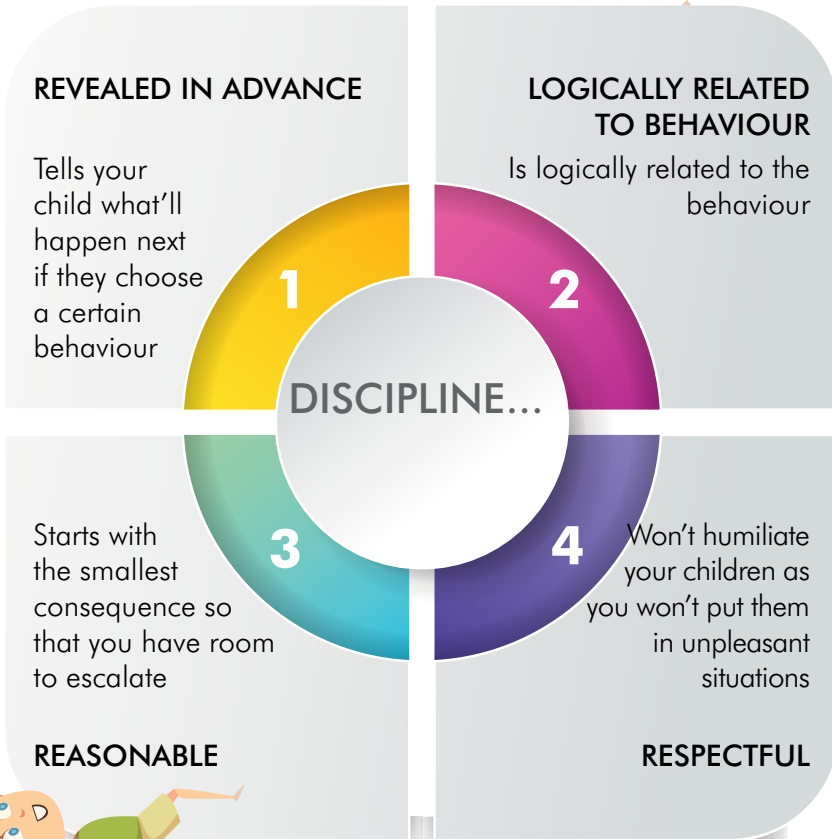 REVEALED IN ADVANCE
Tells your
child what'll
happen next
if they choose
a certain
behaviour
1
LOGICALLY RELATED
TO BEHAVIOUR
Is logically related to the
behaviour
2
DISCIPLINE...
3
Starts with
the smallest
consequence so
that you have room
to escalate
REASONABLE
4
Won't humiliate
your children as
you won't put them
in unpleasant
situations
RESPECTFUL